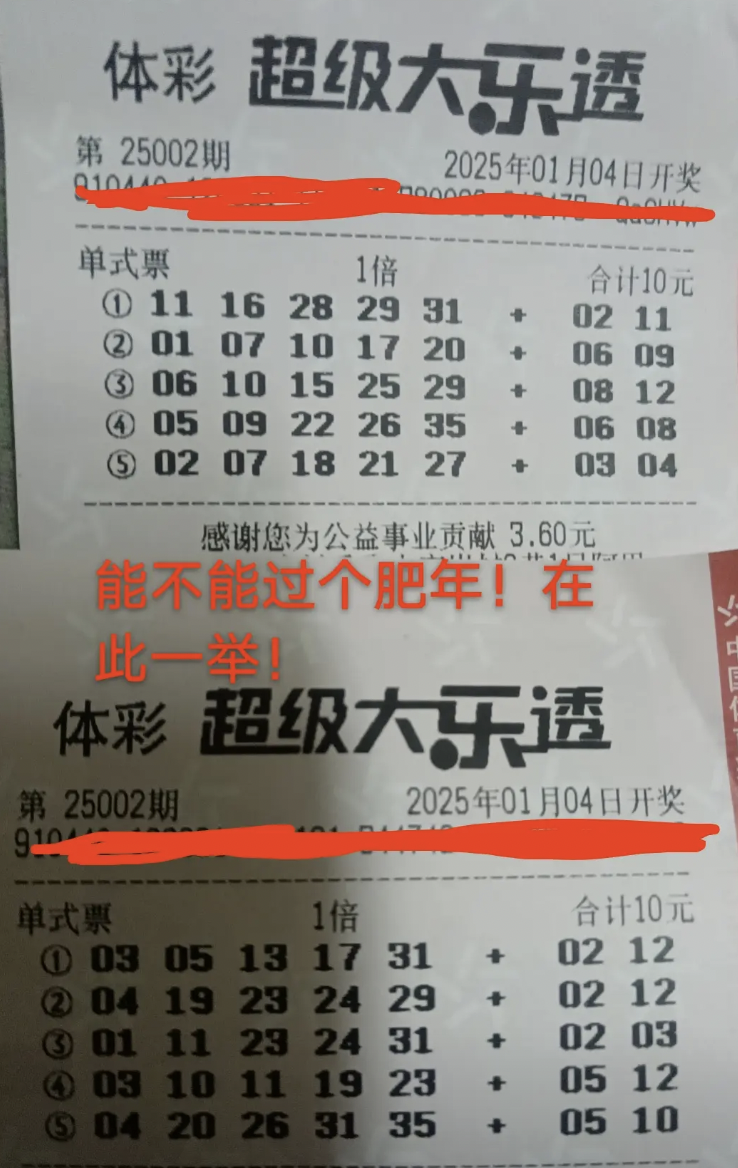 体彩 超级大乐透
第 25002期 2025年01月04日开奖
单式票 1倍 合计10元
① 11 16 28 29 31 + 02 11
② 01 07 10 17 20 + 06 09
③ 06 10 15 25 29 + 08 12
④ 05 09 22 26 35 + 06 08
⑤ 02 07 18 21 27 + 03 04
感谢您为公益事业贡献 3.60元
能不能过个肥年！在
此一举！
体彩 超级大乐透
第 25002期 2025年01月04日开奖
单式票 1倍 合计10元
① 03 05 13 17 31 + 02 12
② 04 19 23 24 29 + 02 12
③ 01 11 23 24 31 + 02 03
④ 03 10 11 19 23 + 05 12
⑤ 04 20 26 31 35 + 05 10